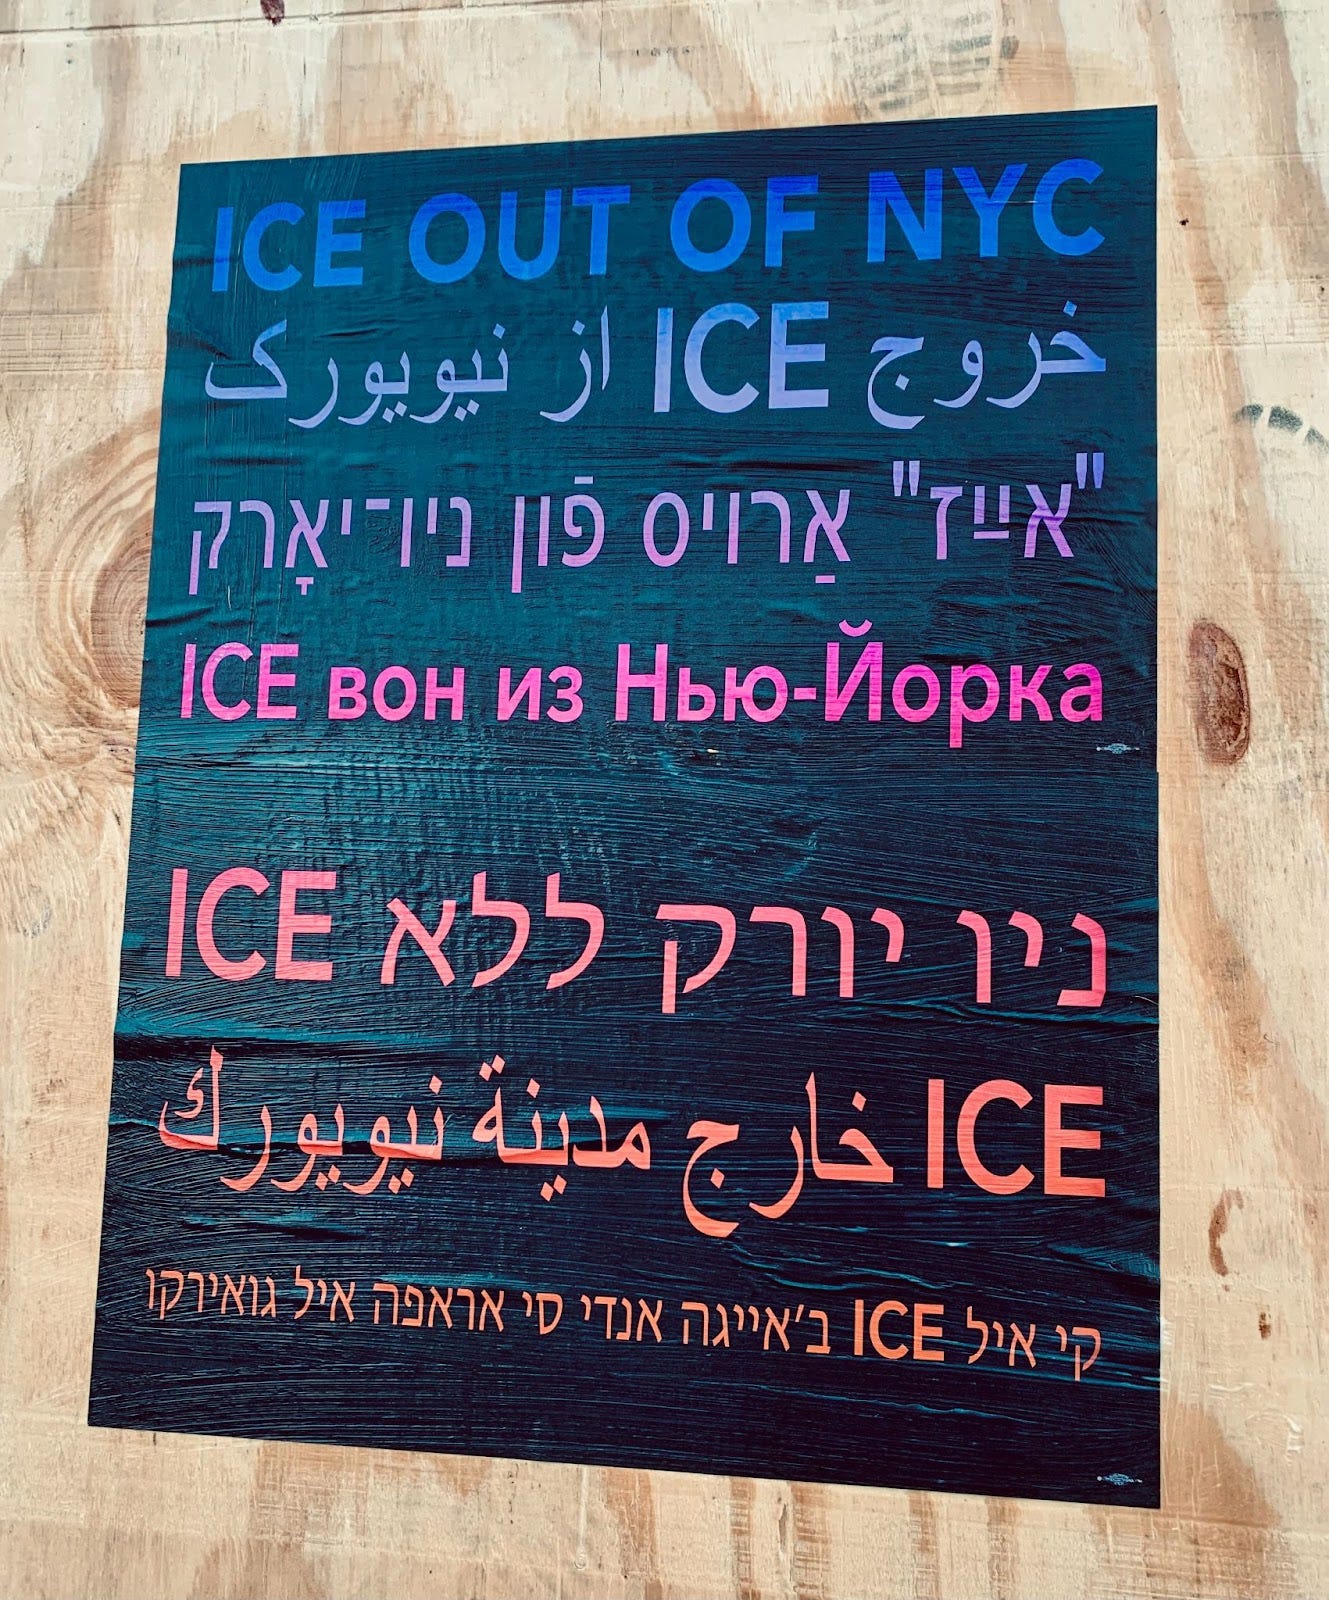 ICE OUT OF NYC
خروج ICE از نیویورک
"אײַז" אַרויס פֿון ניו־יאָרק
ICE вон из Нью-Йорка
ניו יורק ללא ICE
ICE خارج مدينة نيويورك
קי איל ICE ב'אייגה אנדי סי אראפה איל גואירקו